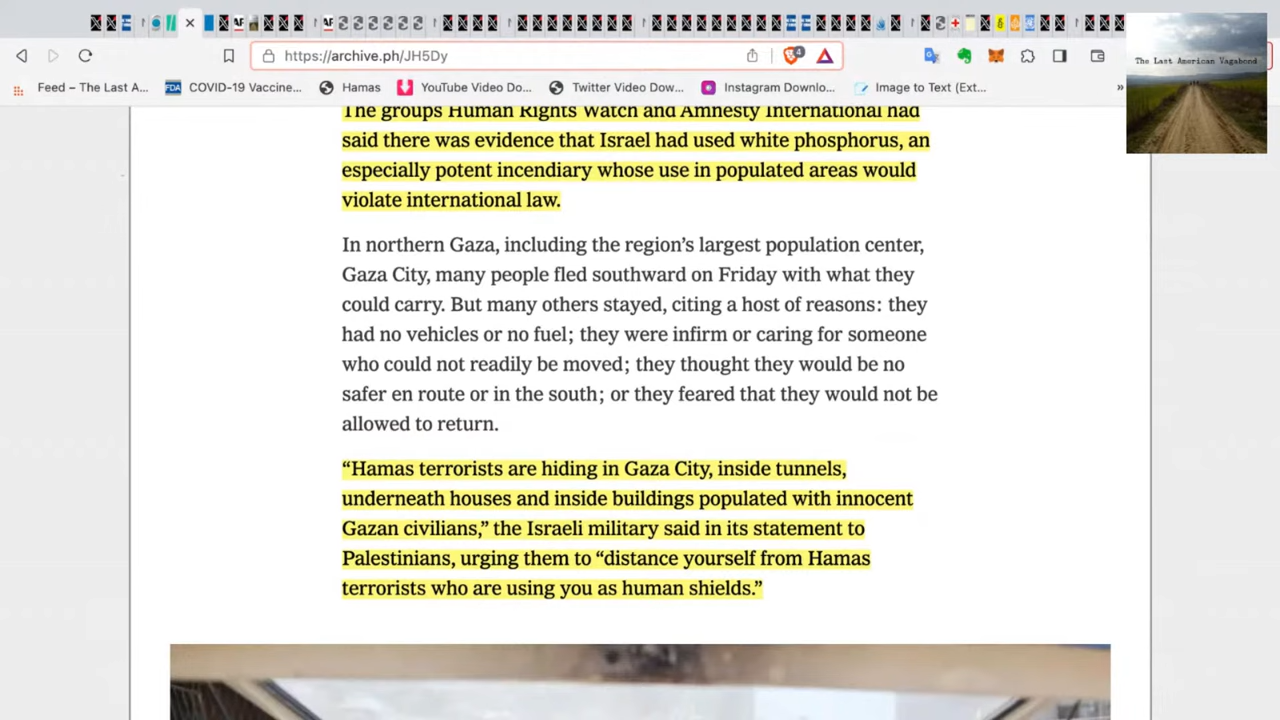 https://archive.ph/JH5Dy
4
Feed – The Last A...
FDA
COVID-19 Vaccine...
Hamas
YouTube Video Do...
Twitter Video Dow...
Instagram Downlo...
Image to Text (Ext...
»
The Last American Vagabond
The groups Human Rights Watch and Amnesty International had
said there was evidence that Israel had used white phosphorus, an
especially potent incendiary whose use in populated areas would
violate international law.
In northern Gaza, including the region’s largest population center,
Gaza City, many people fled southward on Friday with what they
could carry. But many others stayed, citing a host of reasons: they
had no vehicles or no fuel; they were infirm or caring for someone
who could not readily be moved; they thought they would be no
safer en route or in the south; or they feared that they would not be
allowed to return.
“Hamas terrorists are hiding in Gaza City, inside tunnels,
underneath houses and inside buildings populated with innocent
Gazan civilians,” the Israeli military said in its statement to
Palestinians, urging them to “distance yourself from Hamas
terrorists who are using you as human shields.”